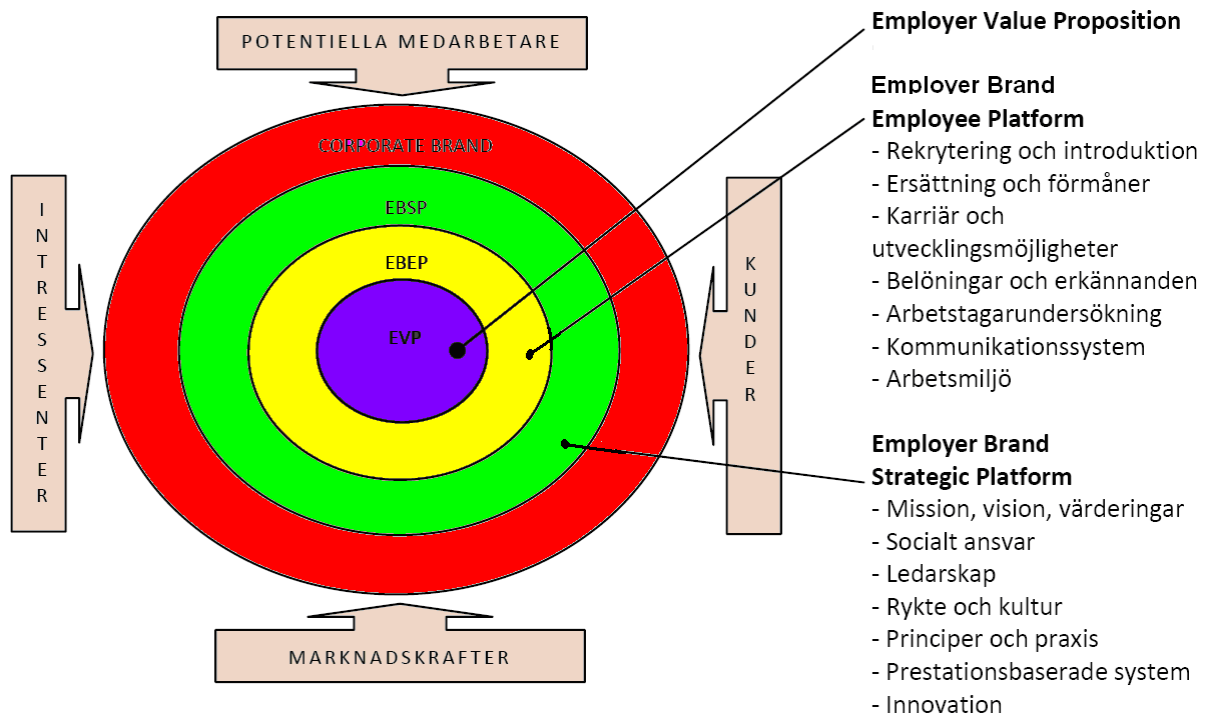 POTENTIELLA MEDARBETARE
CORPORATE BRAND
EBSP
EBEP
EVP
INTRESSENTER
KUNDER
MARKNADSKRAFTER
Employer Value Proposition
Employer Brand
Employee Platform
- Rekrytering och introduktion
- Ersättning och förmåner
- Karriär och
utvecklingsmöjligheter
- Belöningar och erkännanden
- Arbetstagarundersökning
- Kommunikationssystem
- Arbetsmiljö
Employer Brand
Strategic Platform
- Mission, vision, värderingar
- Socialt ansvar
- Ledarskap
- Rykte och kultur
- Principer och praxis
- Prestationsbaserade system
- Innovation